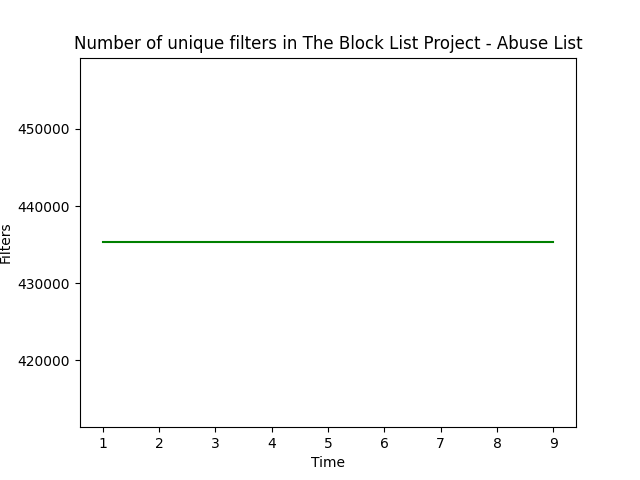 Number of unique filters in The Block List Project - Abuse List
450000
440000
430000
420000
Filters
1 2 3 4 5 6 7 8 9
Time